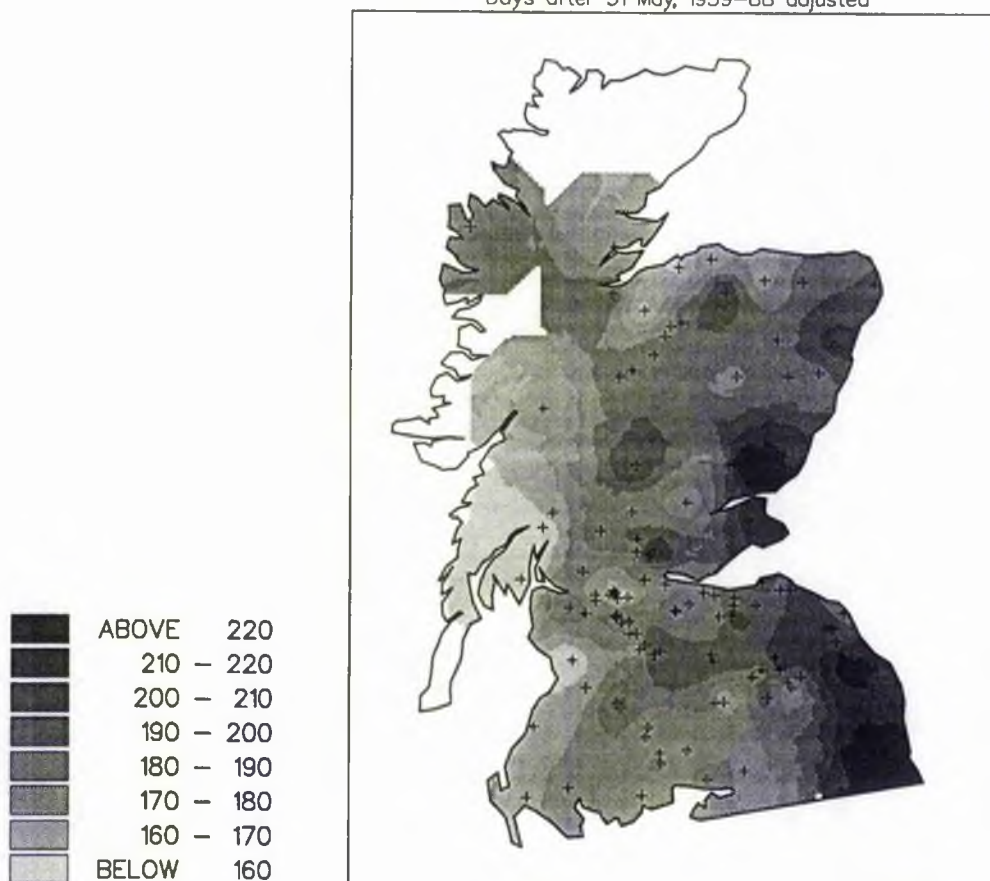 Days after 31 May, 1959-88 adjusted
ABOVE 220
210 - 220
200 - 210
190 - 200
180 - 190
170 - 180
160 - 170
BELOW 160